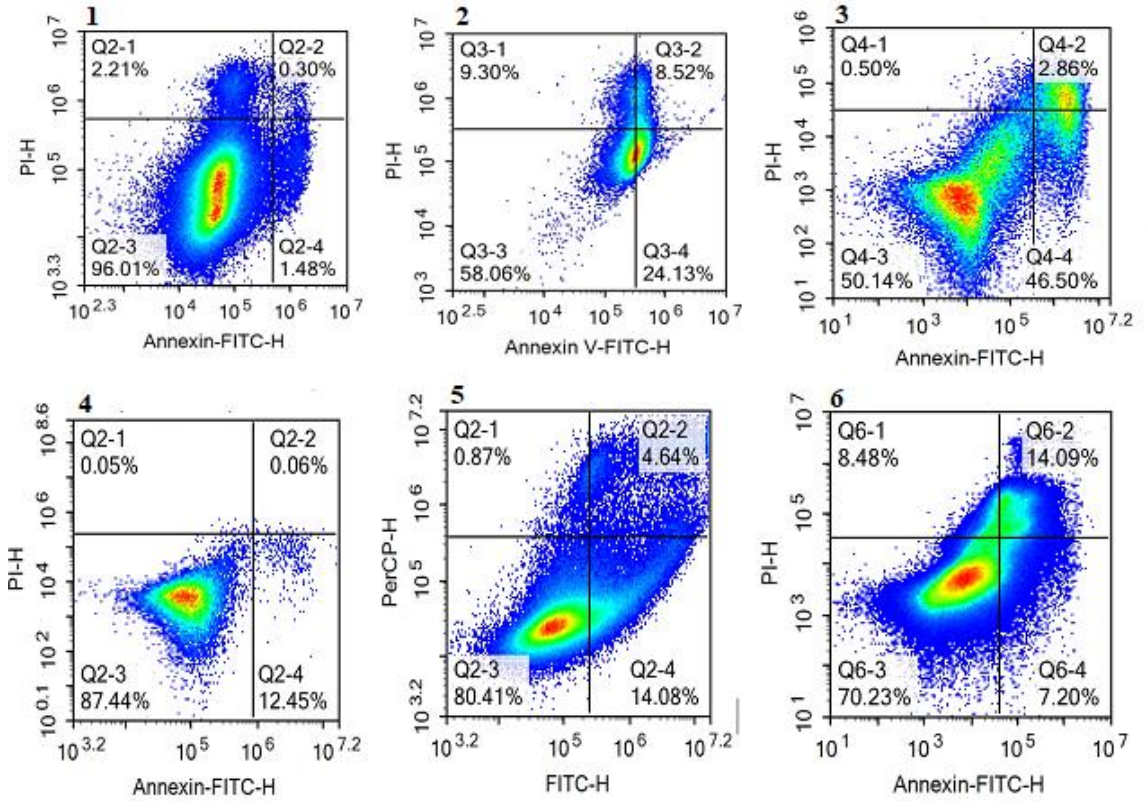 1
Q2-1
2.21%
Q2-2
0.30%
Q2-3
96.01%
Q2-4
1.48%
PI-H
10^7
10^6
10^5
10^3.3
10^2.3
10^4
10^5
10^6
10^7
Annexin-FITC-H
2
Q3-1
9.30%
Q3-2
8.52%
Q3-3
58.06%
Q3-4
24.13%
PI-H
10^7
10^6
10^5
10^4
10^3
10^2.5
10^4
10^5
10^6
10^7
Annexin V-FITC-H
3
Q4-1
0.50%
Q4-2
2.86%
Q4-3
50.14%
Q4-4
46.50%
PI-H
10^6
10^5
10^4
10^3
10^2
10^1
10^1
10^3
10^5
10^7.2
Annexin-FITC-H
4
Q2-1
0.05%
Q2-2
0.06%
Q2-3
87.44%
Q2-4
12.45%
PI-H
10^8.6
10^6
10^4
10^2
10^0.1
10^3.2
10^5
10^6
10^7.2
Annexin-FITC-H
5
Q2-1
0.87%
Q2-2
4.64%
Q2-3
80.41%
Q2-4
14.08%
PerCP-H
10^7.2
10^6
10^5
10^3.2
10^3.2
10^5
10^6
10^7.2
FITC-H
6
Q6-1
8.48%
Q6-2
14.09%
Q6-3
70.23%
Q6-4
7.20%
PI-H
10^7
10^5
10^3
10^1
10^1
10^3
10^5
10^7
Annexin-FITC-H